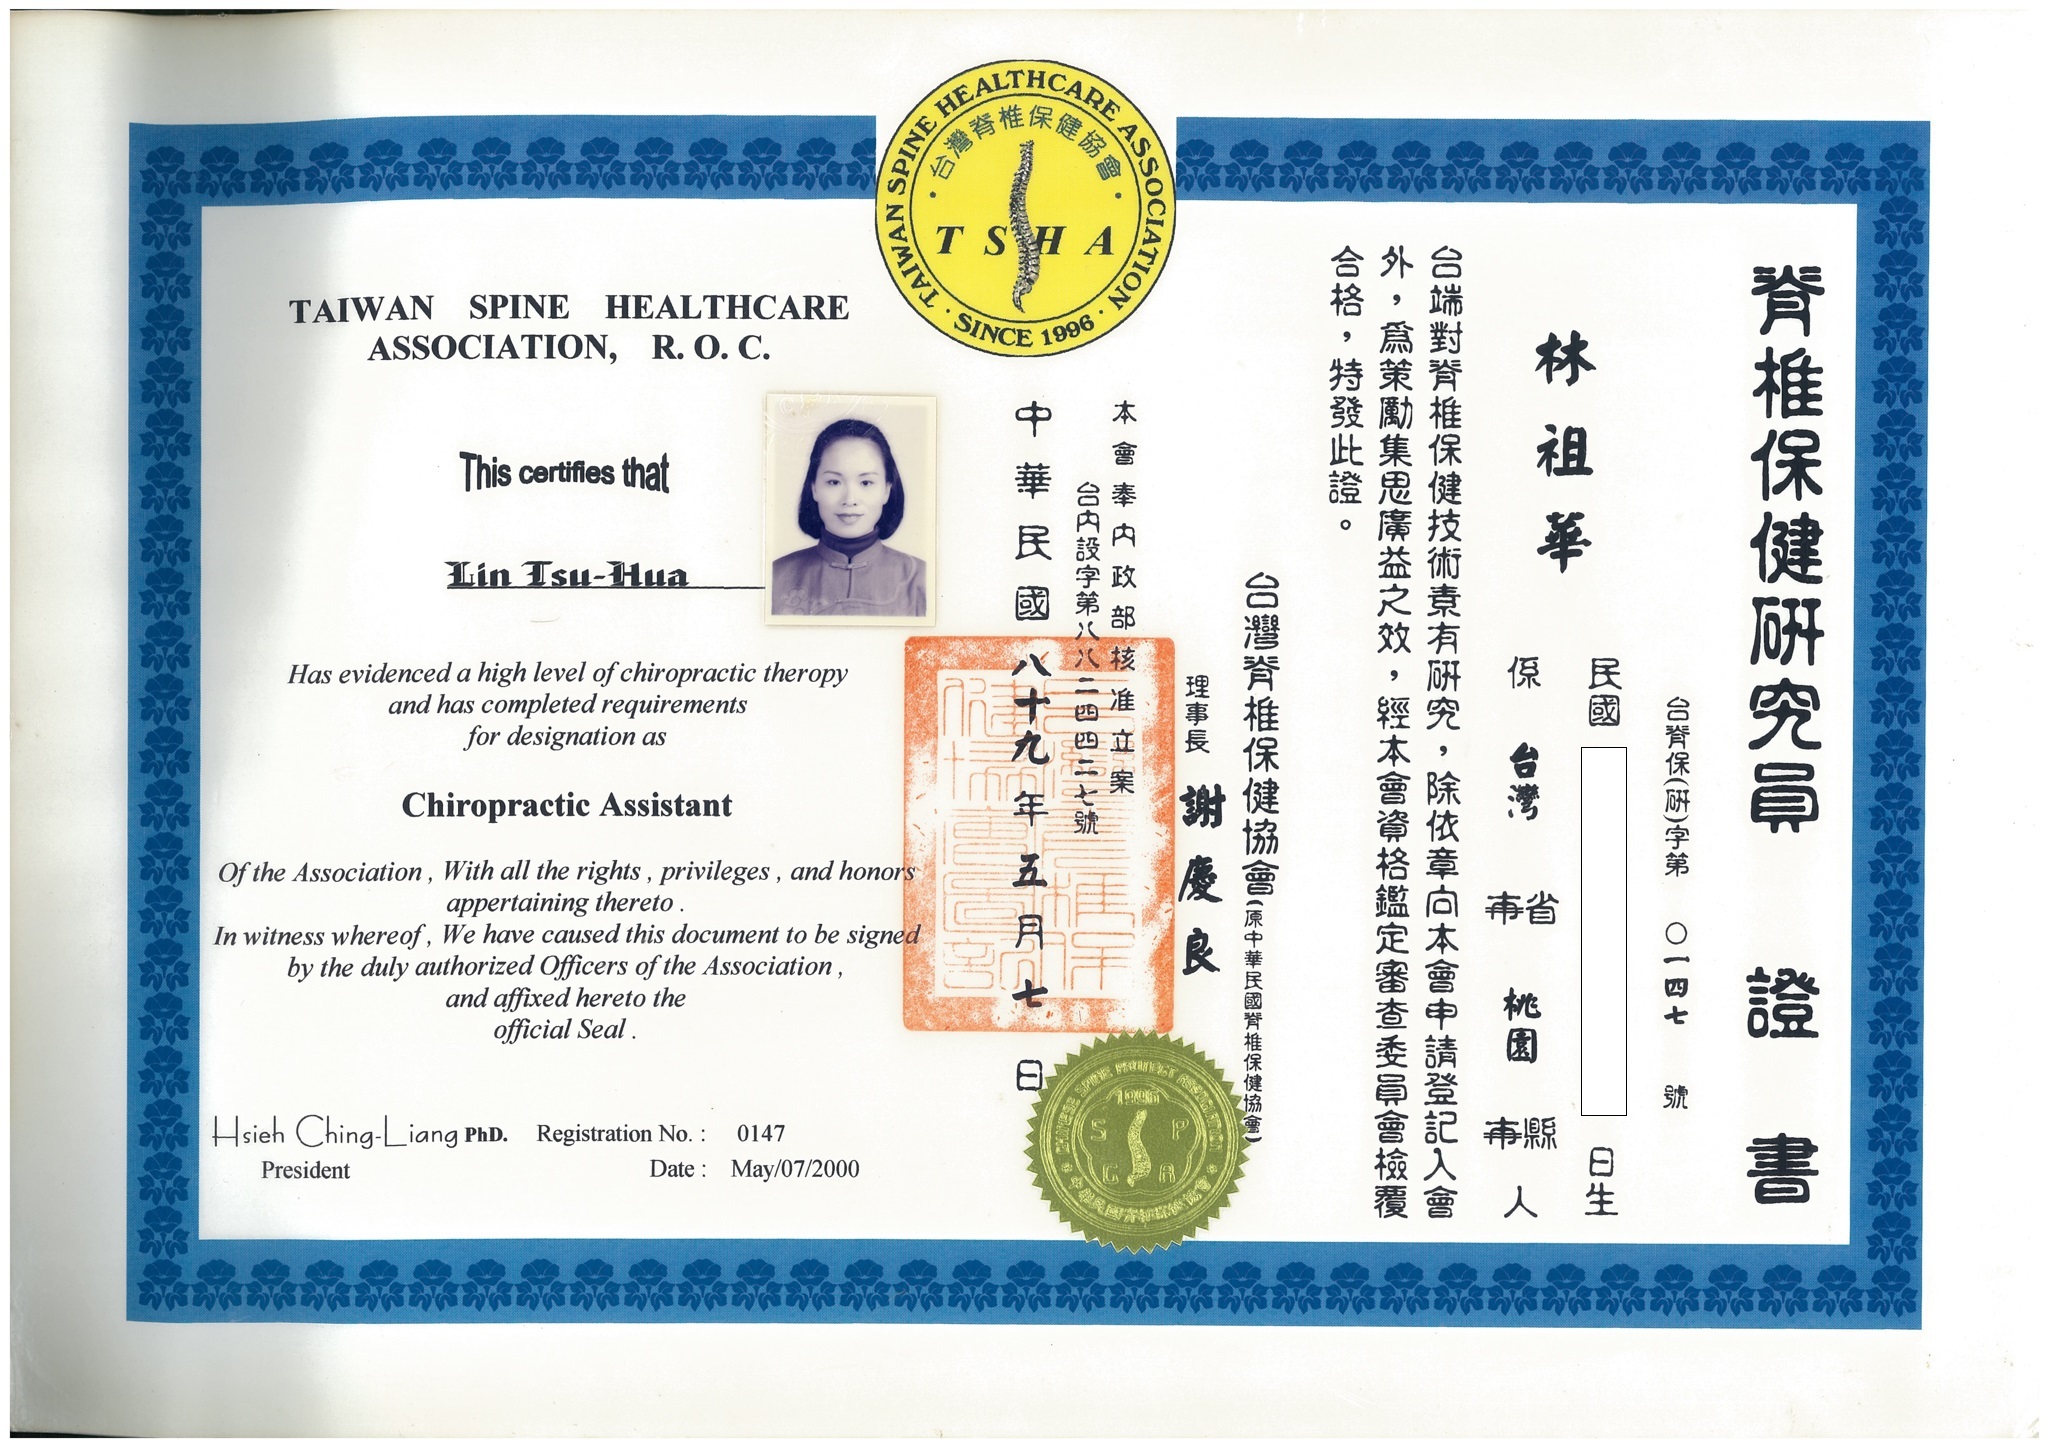 TAIWAN SPINE HEALTHCARE ASSOCIATION
台灣脊椎保健協會
T S H A
SINCE 1996
TAIWAN SPINE HEALTHCARE
ASSOCIATION, R. O. C.
This certifies that
Lin Tsu-Hua
Has evidenced a high level of chiropractic theropy
and has completed requirements
for designation as
Chiropractic Assistant
Of the Association , With all the rights , privileges , and honors
appertaining thereto .
In witness whereof , We have caused this document to be signed
by the duly authorized Officers of the Association ,
and affixed hereto the
official Seal .
Hsieh Ching-Liang PhD.
President
Registration No. : 0147
Date : May/07/2000
脊椎保健研究員證書
台脊保(研)字第〇一四七號
民國
日生
林祖華
係台灣省桃園縣人
台端對脊椎保健技術素有研究，除依章向本會申請登記入會
外，為策勵集思廣益之效，經本會資格鑑定審查委員會檢覆
合格，特發此證。
台灣脊椎保健協會(原中華民國脊椎保健協會)
理事長 謝慶良
本會奉內政部核准立案
台內設字第八八二四四二七號
中華民國八十九年五月七日
1996
S P
C A